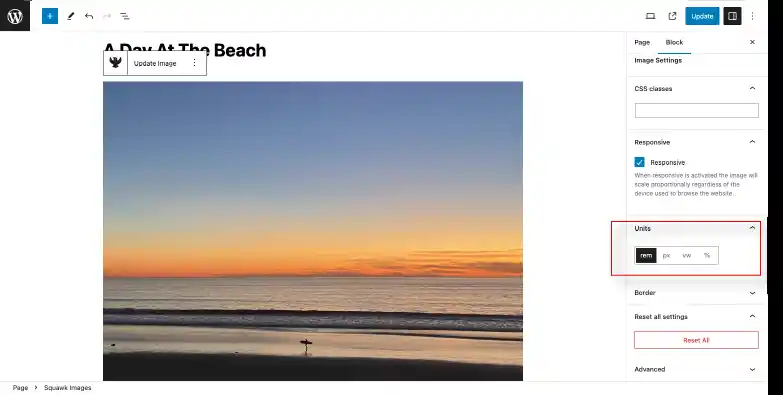 Update
A Day At The Beach
Update Image
Page Block
Image Settings
CSS classes
Responsive
Responsive
When responsive is activated the image will
scale proportionally regardless of the
device used to browse the website.
Units
rem px vw %
Border
Reset all settings
Reset All
Advanced
Page > Squawk Images